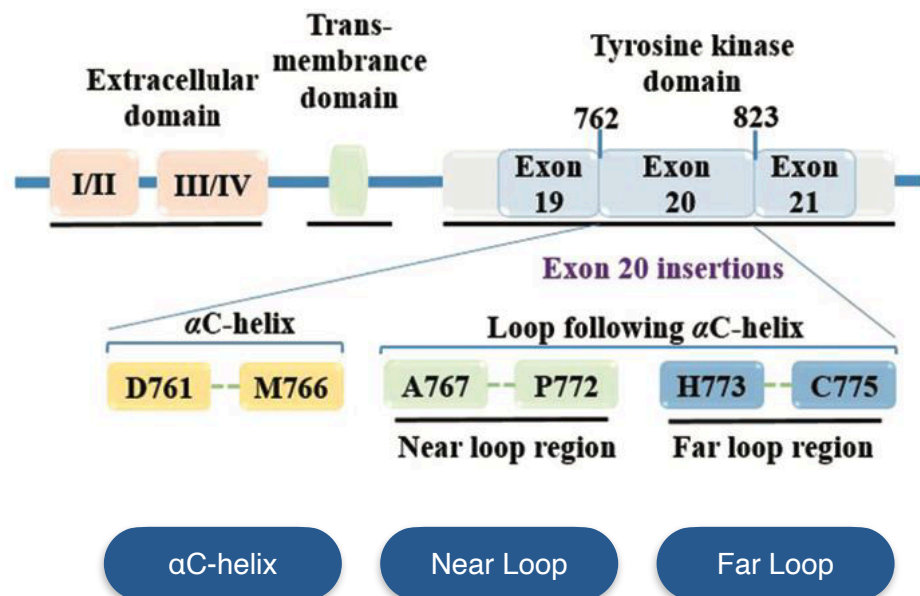 Trans-
membrance
domain
Extracellular
domain
Tyrosine kinase
domain
762
823
I/II
III/IV
Exon
19
Exon
20
Exon
21
Exon 20 insertions
αC-helix
Loop following αC-helix
D761
M766
A767
P772
H773
C775
Near loop region
Far loop region
αC-helix
Near Loop
Far Loop